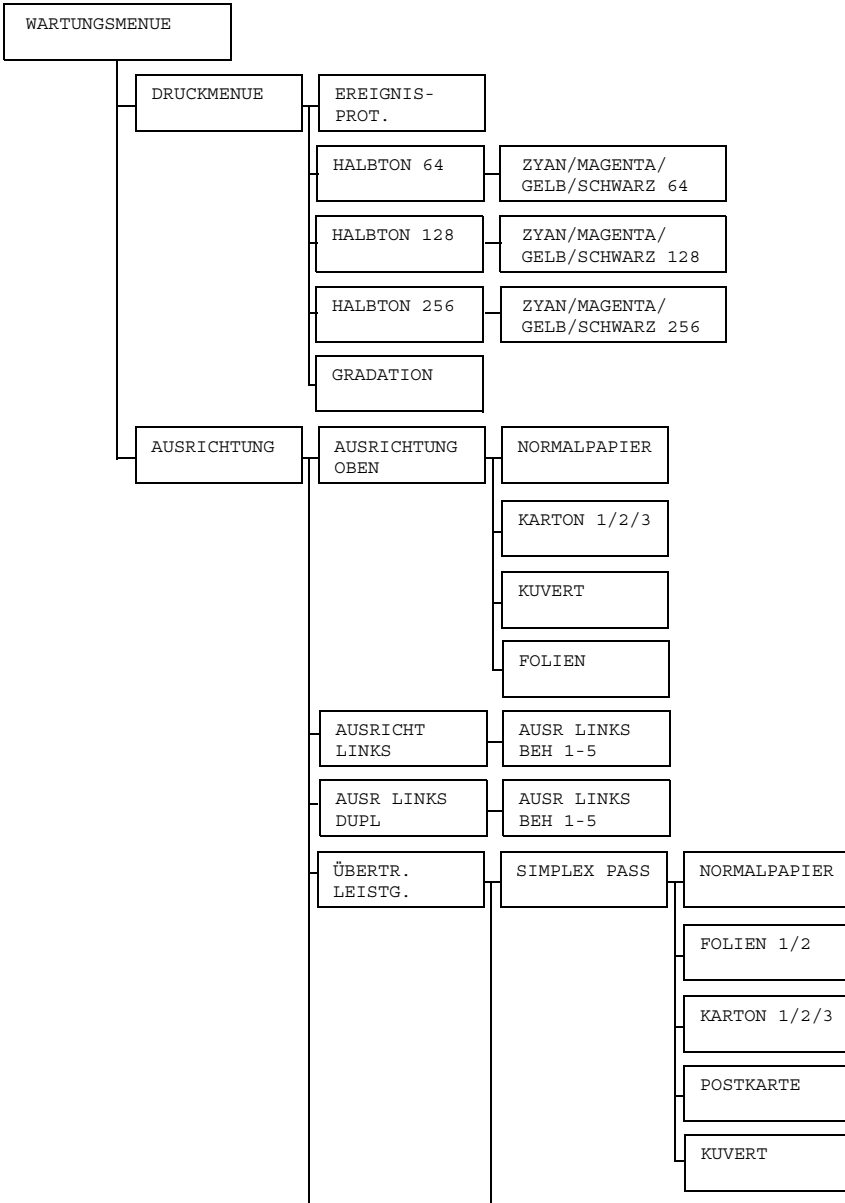 WARTUNGSMENUE
DRUCKMENUE
EREIGNIS-
PROT.
HALBTON 64
ZYAN/MAGENTA/
GELB/SCHWARZ 64
HALBTON 128
ZYAN/MAGENTA/
GELB/SCHWARZ 128
HALBTON 256
ZYAN/MAGENTA/
GELB/SCHWARZ 256
GRADATION
AUSRICHTUNG
AUSRICHTUNG
OBEN
NORMALPAPIER
KARTON 1/2/3
KUVERT
FOLIEN
AUSRICHT
LINKS
AUSR LINKS
BEH 1-5
AUSR LINKS
DUPL
AUSR LINKS
BEH 1-5
ÜBERTR.
LEISTG.
SIMPLEX PASS
NORMALPAPIER
FOLIEN 1/2
KARTON 1/2/3
POSTKARTE
KUVERT